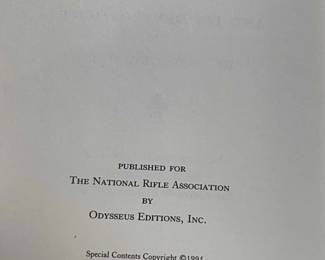 PUBLISHED FOR
THE NATIONAL RIFLE ASSOCIATION
BY
ODYSSEUS EDITIONS, INC.
Special Contents Copyright